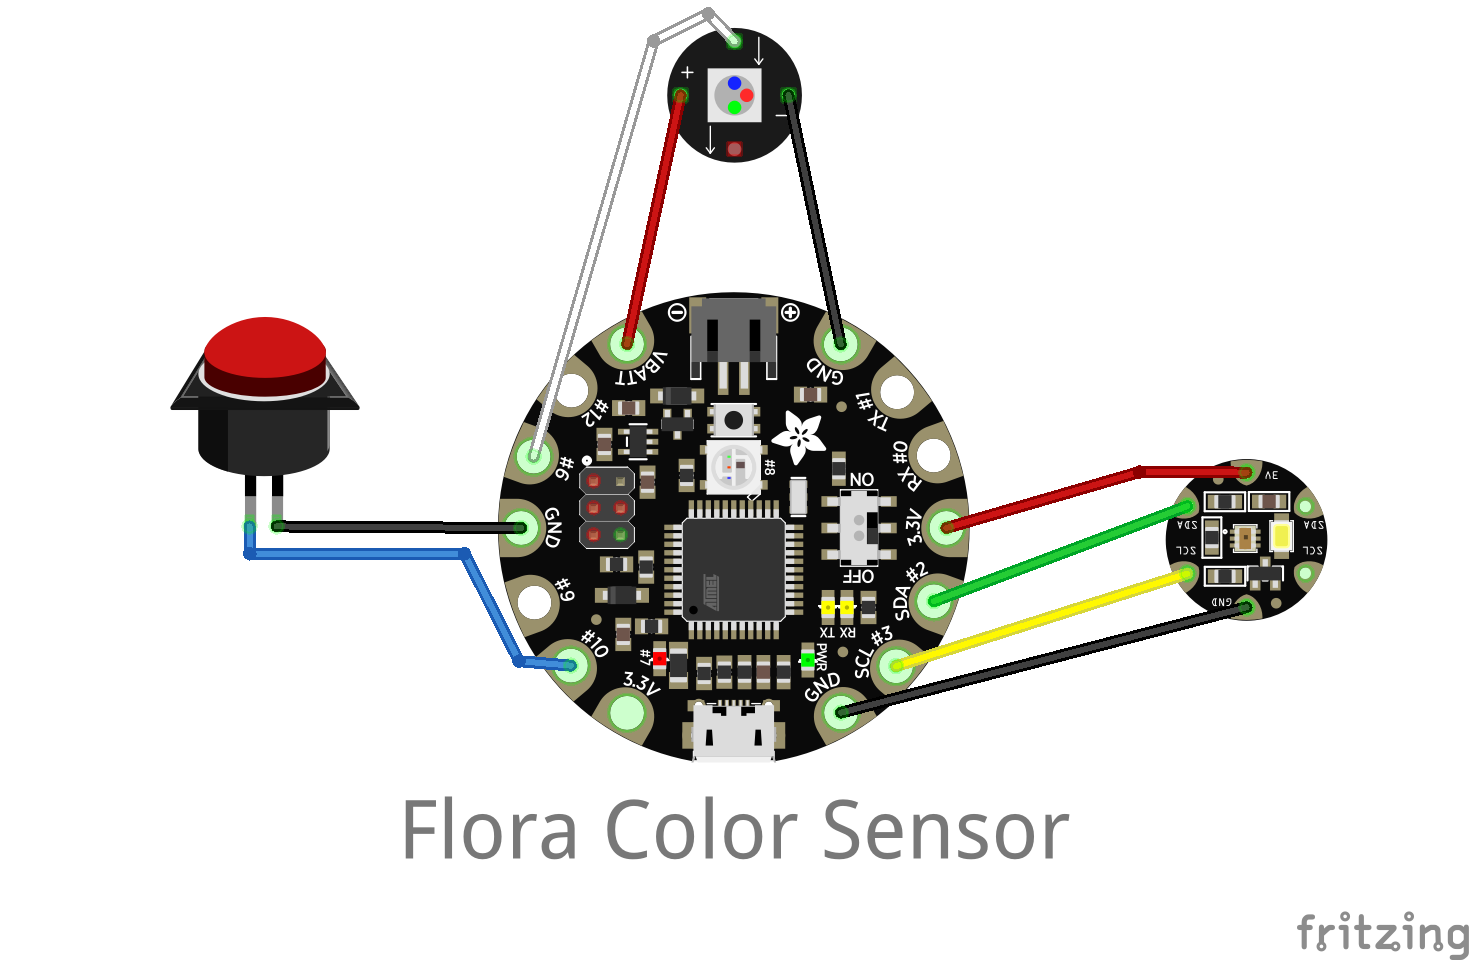 +
−
VBATT
GND
#12
TX #1
#6
#8
RX #0
ON
GND
3.3V
OFF
SDA #2
#9
TX RX
#10
#7
PWR
SCL #3
3.3V
GND
3V
SDA
SDA
SCL
SCL
GND
ATMEL
Flora Color Sensor
fritzing